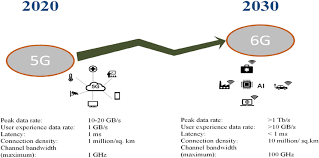 2020
2030
5G
6G
AI
Peak data rate: 10-20 GB/s
User experience data rate: 1 GB/s
Latency: 1 ms
Connection density: 1 million/sq. km
Channel bandwidth
(maximum): 1 GHz
Peak data rate: >1 Tb/s
User experience data rate: >10 GB/s
Latency: < 1 ms
Connection density: 10 million/ sq. km
Channel bandwidth
(maximum): 100 GHz